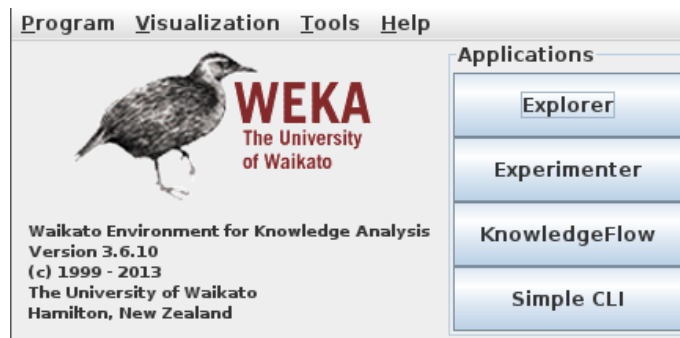 Program Visualization Tools Help
WEKA
The University
of Waikato
Waikato Environment for Knowledge Analysis
Version 3.6.10
(c) 1999 - 2013
The University of Waikato
Hamilton, New Zealand
Applications
Explorer
Experimenter
KnowledgeFlow
Simple CLI